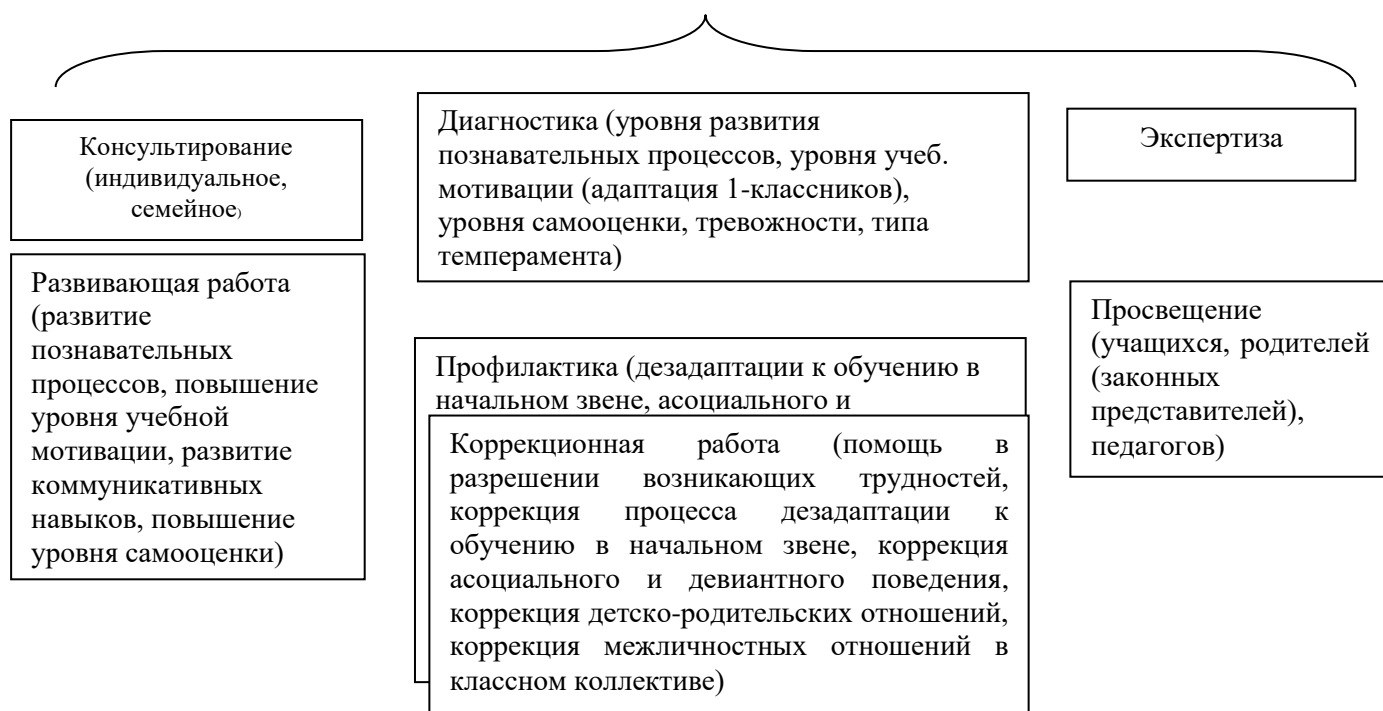 Консультирование
(индивидуальное,
семейное)
Диагностика (уровня развития
познавательных процессов, уровня учеб.
мотивации (адаптация 1-классников),
уровня самооценки, тревожности, типа
темперамента)
Экспертиза
Развивающая работа
(развитие
познавательных
процессов, повышение
уровня учебной
мотивации, развитие
коммуникативных
навыков, повышение
уровня самооценки)
Профилактика (дезадаптации к обучению в
начальном звене, асоциального и
Коррекционная работа (помощь в
разрешении возникающих трудностей,
коррекция процесса дезадаптации к
обучению в начальном звене, коррекция
асоциального и девиантного поведения,
коррекция детско-родительских отношений,
коррекция межличностных отношений в
классном коллективе)
Просвещение
(учащихся, родителей
(законных
представителей),
педагогов)